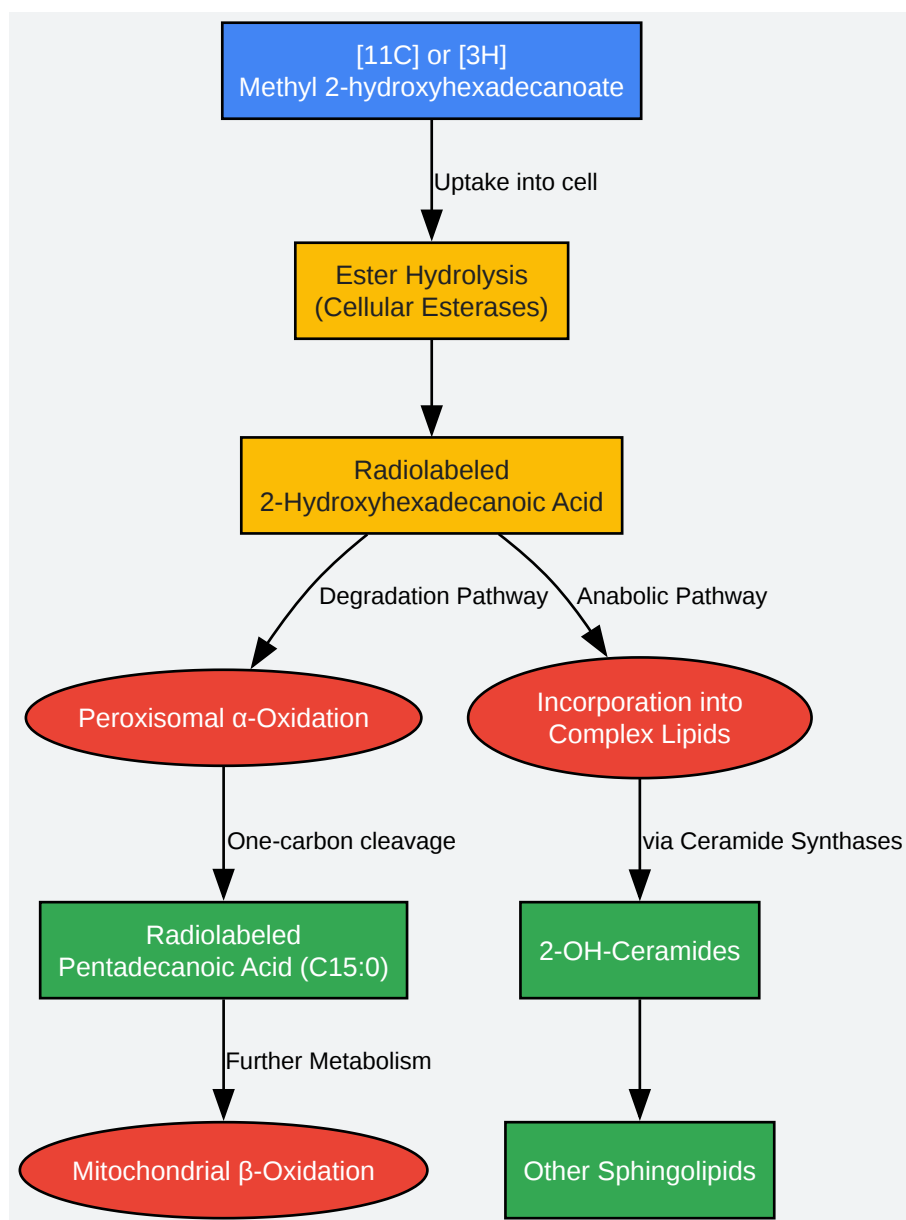 [11C] or [3H]
Methyl 2-hydroxyhexadecanoate
Uptake into cell
Ester Hydrolysis
(Cellular Esterases)
Radiolabeled
2-Hydroxyhexadecanoic Acid
Degradation Pathway
Anabolic Pathway
Peroxisomal α-Oxidation
Incorporation into
Complex Lipids
One-carbon cleavage
via Ceramide Synthases
Radiolabeled
Pentadecanoic Acid (C15:0)
2-OH-Ceramides
Further Metabolism
Mitochondrial β-Oxidation
Other Sphingolipids